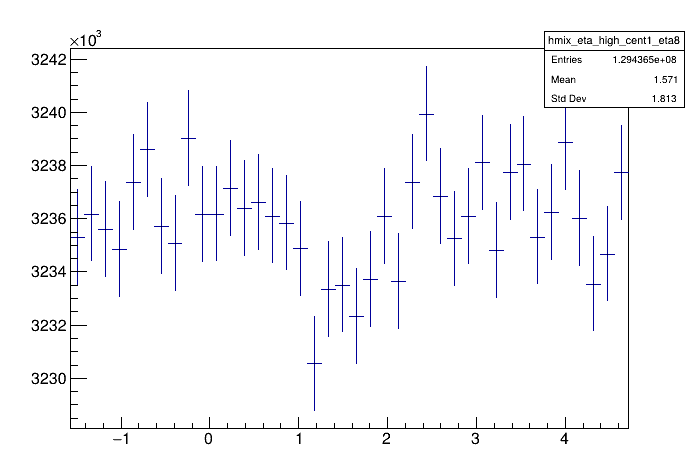 ×10³
hmix_eta_high_cent1_eta8
Entries 1.294365e+08
Mean 1.571
Std Dev 1.813
3242
3240
3238
3236
3234
3232
3230
−1 0 1 2 3 4